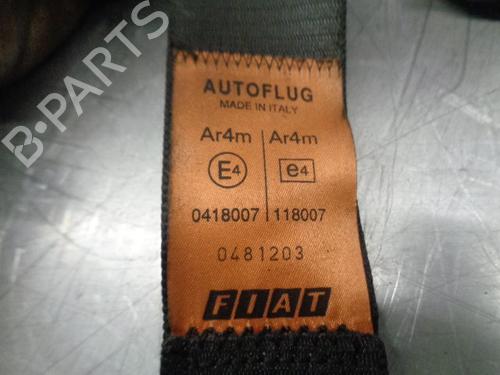 AUTOFLUG
MADE IN ITALY
Ar4m Ar4m
E4 e4
0418007 118007
0481203
FIAT
B-PARTS